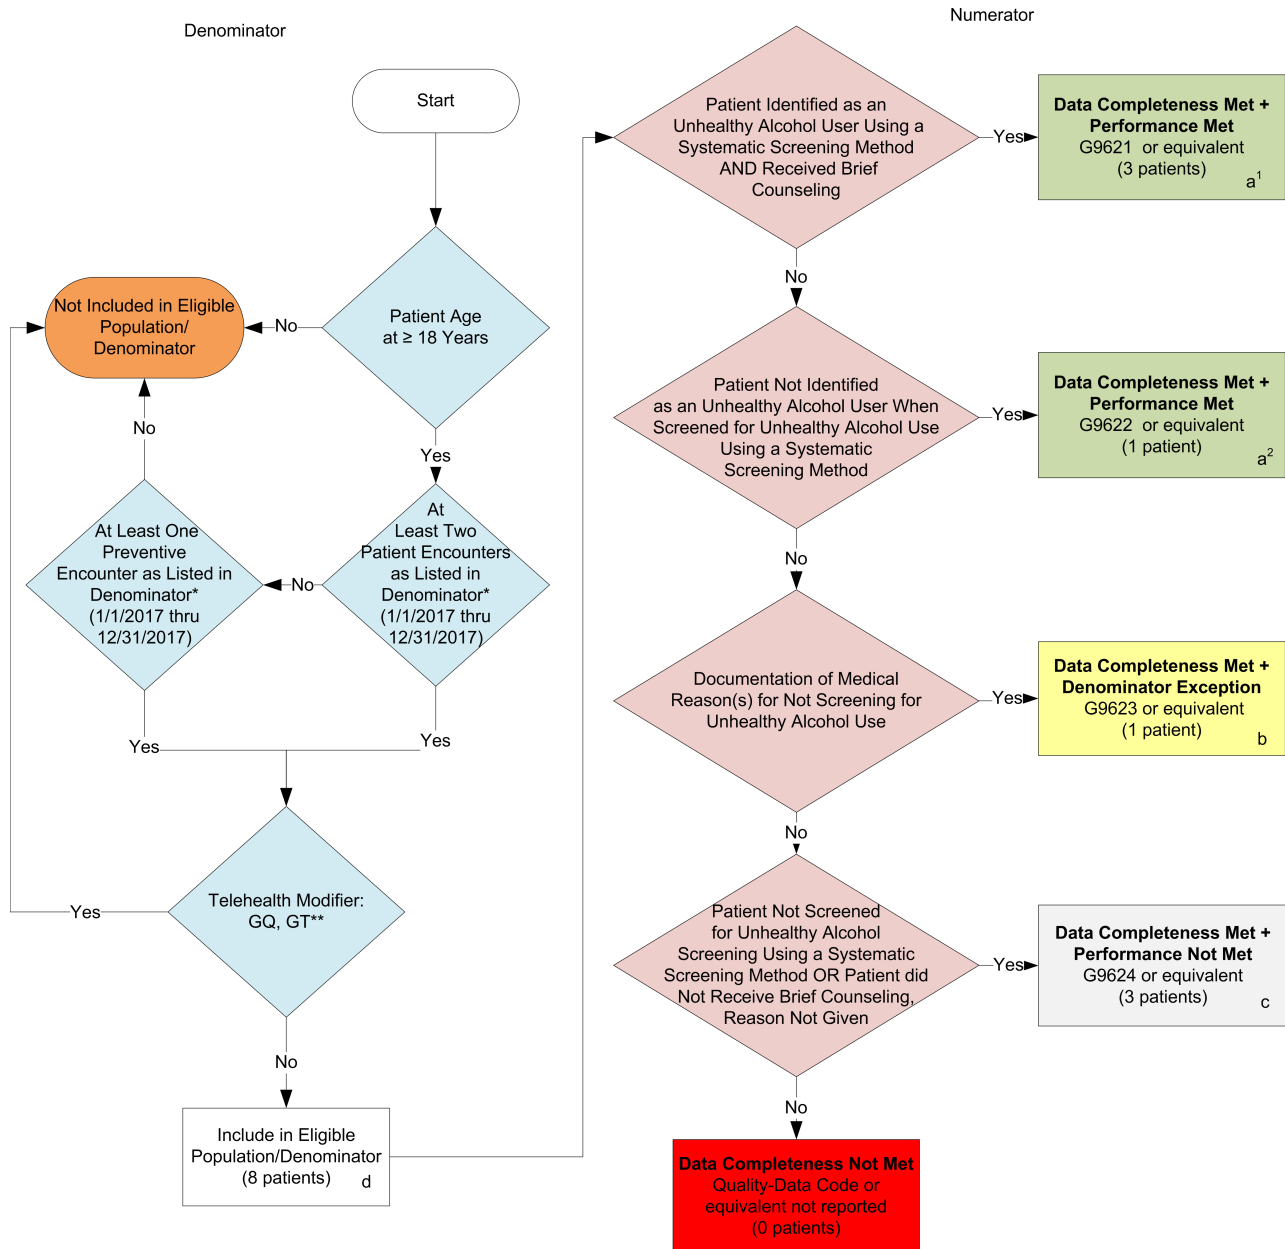 Denominator
Start
Patient Age
at ≥ 18 Years
No
Not Included in Eligible
Population/
Denominator
Yes
At
Least Two
Patient Encounters
as Listed in
Denominator*
(1/1/2017 thru
12/31/2017)
No
At Least One
Preventive
Encounter as Listed in
Denominator*
(1/1/2017 thru
12/31/2017)
No
Yes
Yes
Telehealth Modifier:
GQ, GT**
Yes
No
Include in Eligible
Population/Denominator
(8 patients)
d
Numerator
Patient Identified as an
Unhealthy Alcohol User Using a
Systematic Screening Method
AND Received Brief
Counseling
Yes
Data Completeness Met +
Performance Met
G9621 or equivalent
(3 patients)
a¹
No
Patient Not Identified
as an Unhealthy Alcohol User When
Screened for Unhealthy Alcohol Use
Using a Systematic
Screening Method
Yes
Data Completeness Met +
Performance Met
G9622 or equivalent
(1 patient)
a²
No
Documentation of Medical
Reason(s) for Not Screening for
Unhealthy Alcohol Use
Yes
Data Completeness Met +
Denominator Exception
G9623 or equivalent
(1 patient)
b
No
Patient Not Screened
for Unhealthy Alcohol
Screening Using a Systematic
Screening Method OR Patient did
Not Receive Brief Counseling,
Reason Not Given
Yes
Data Completeness Met +
Performance Not Met
G9624 or equivalent
(3 patients)
c
No
Data Completeness Not Met
Quality-Data Code or
equivalent not reported
(0 patients)